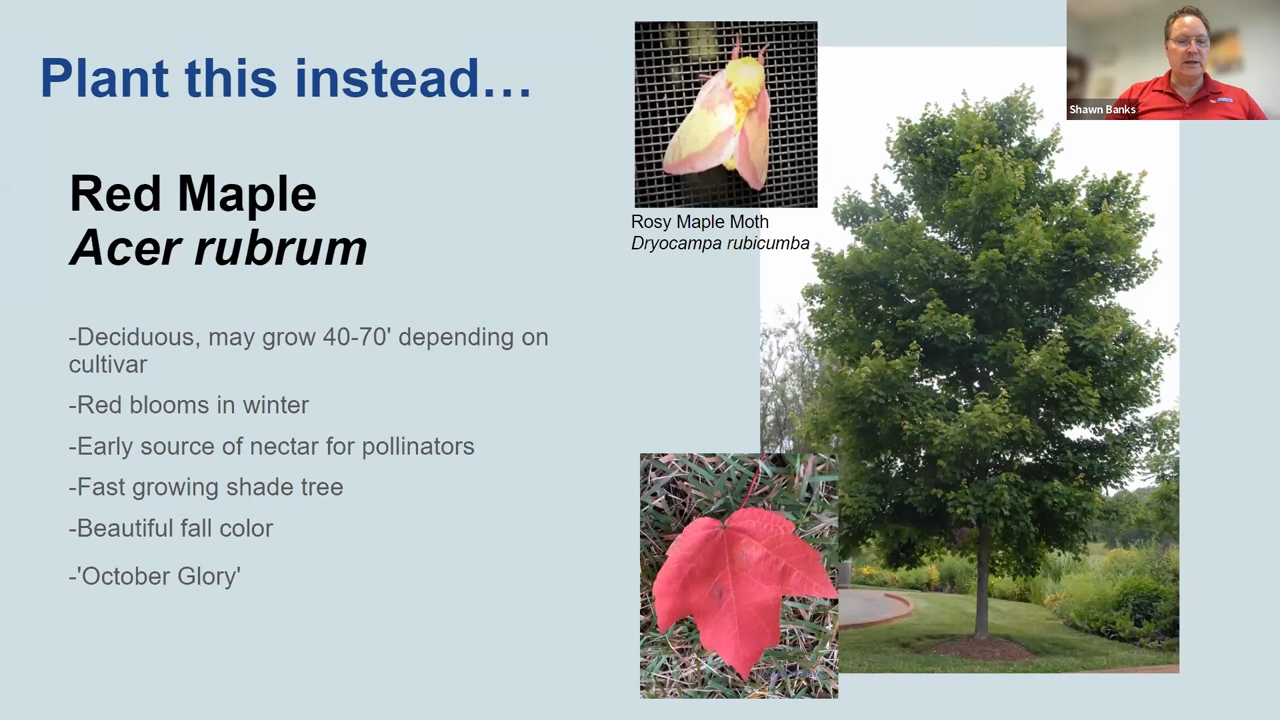 Plant this instead…
Red Maple
Acer rubrum
-Deciduous, may grow 40-70' depending on
cultivar
-Red blooms in winter
-Early source of nectar for pollinators
-Fast growing shade tree
-Beautiful fall color
-'October Glory'
Rosy Maple Moth
Dryocampa rubicumba
Shawn Banks